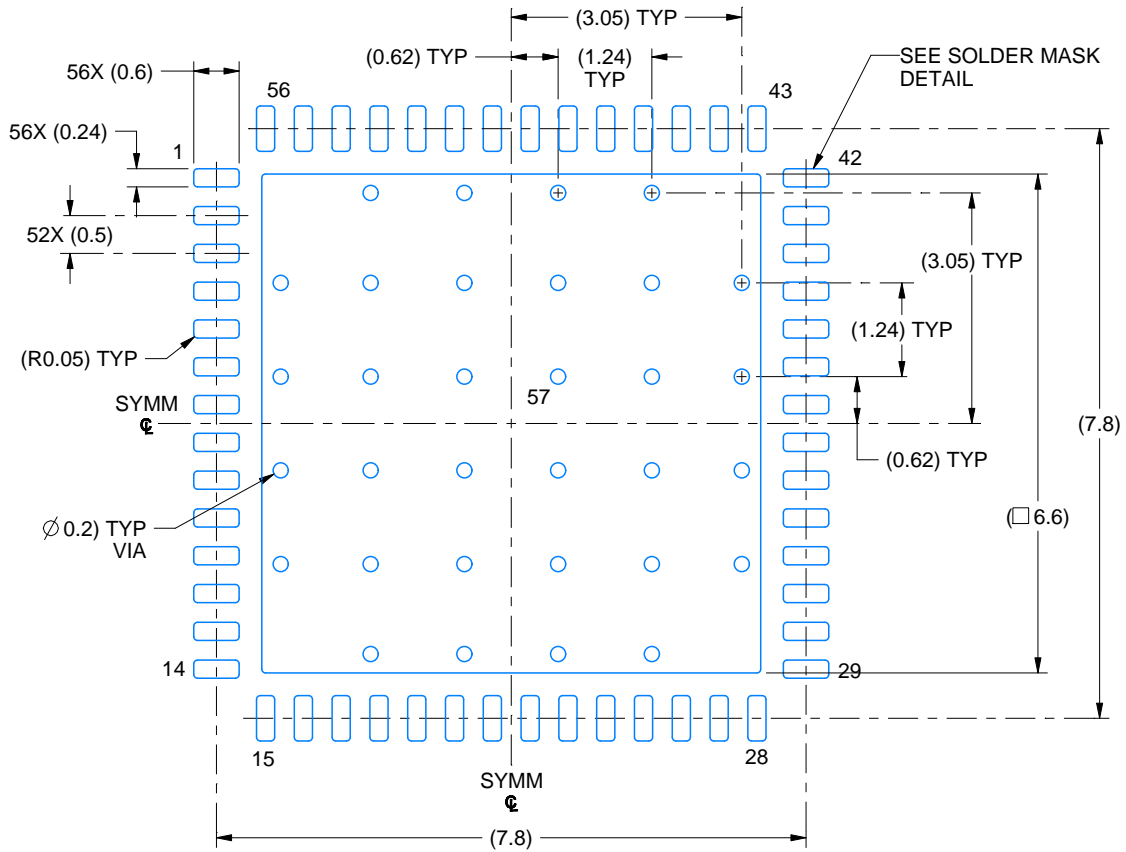 (3.05) TYP
(0.62) TYP
(1.24)
TYP
SEE SOLDER MASK
DETAIL
56X (0.6)
56
43
56X (0.24)
1
42
52X (0.5)
(3.05) TYP
(1.24) TYP
(R0.05) TYP
57
SYMM
℄
(7.8)
(0.62) TYP
(□ 6.6)
∅ 0.2) TYP
VIA
14
29
15
28
SYMM
℄
(7.8)